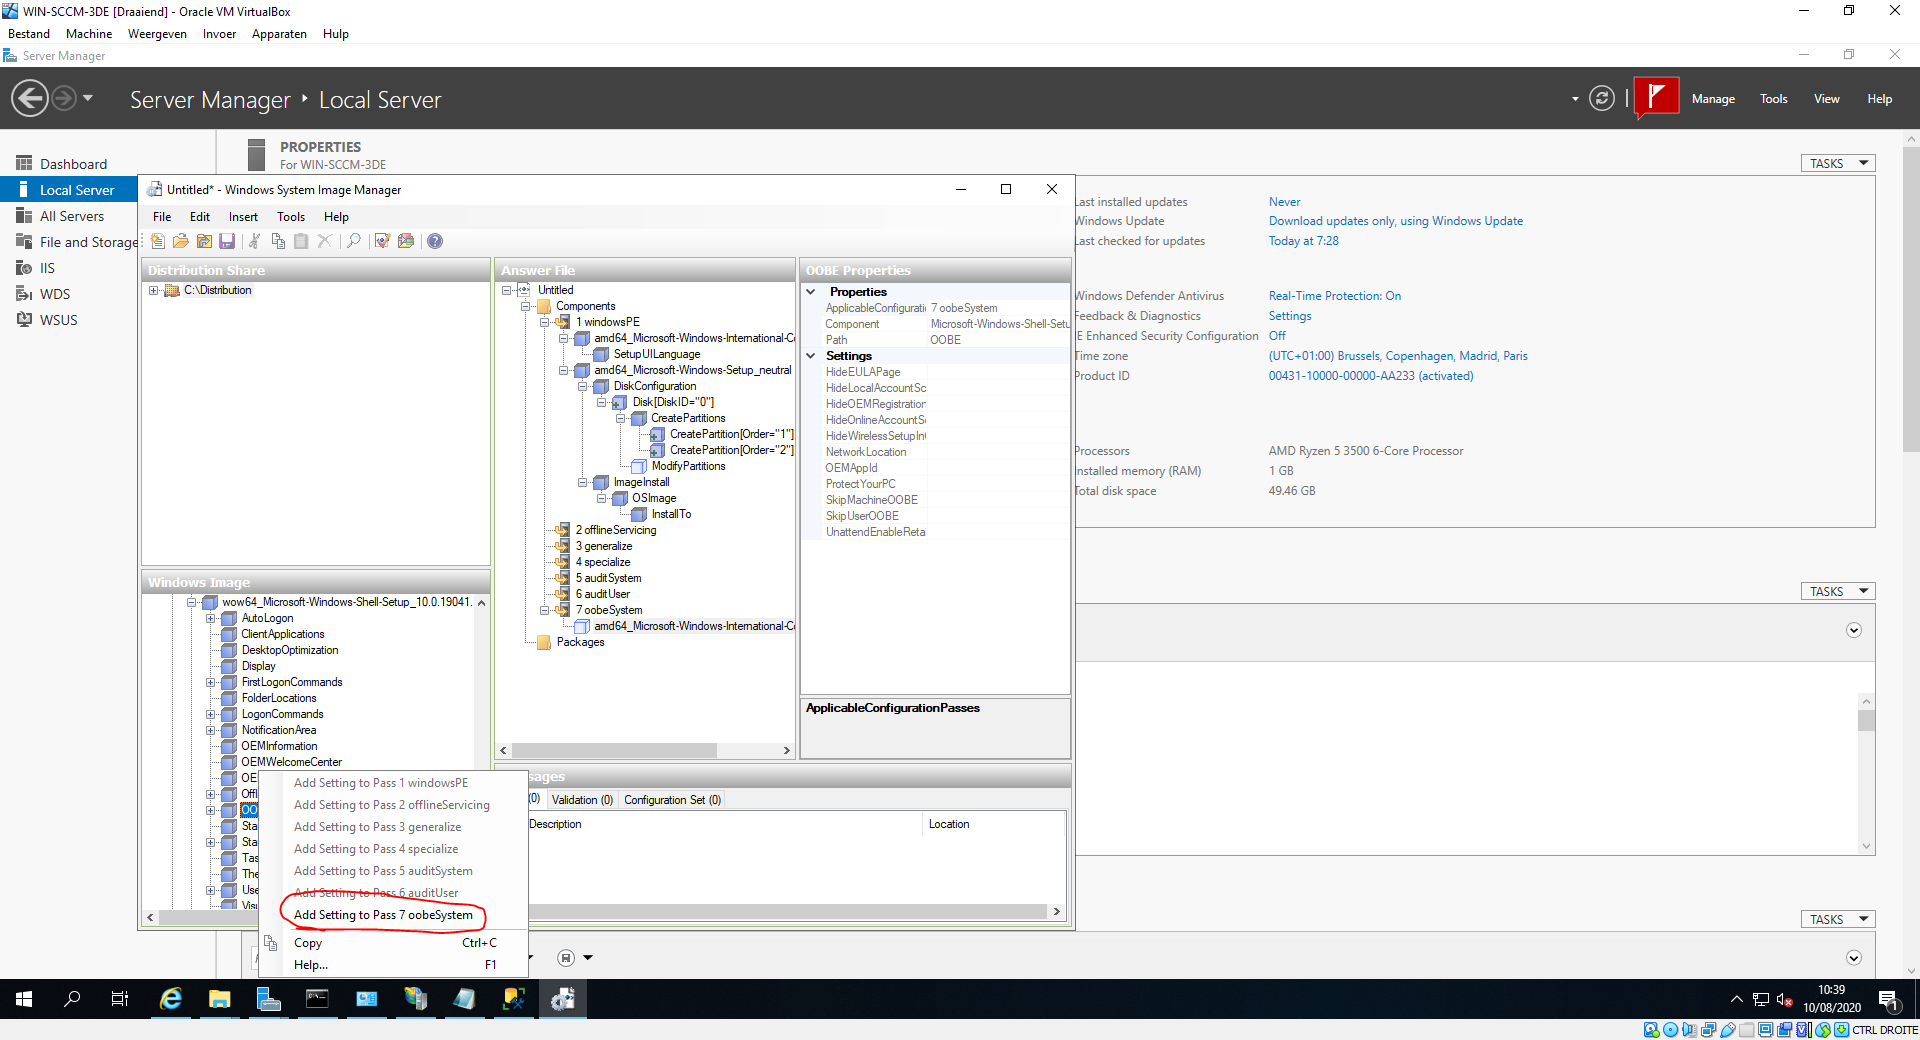 WIN-SCCM-3DE [Draaiend] - Oracle VM VirtualBox
Bestand Machine Weergeven Invoer Apparaten Hulp
Server Manager
Server Manager ‣ Local Server
Manage Tools View Help
Dashboard
Local Server
All Servers
File and Storage
IIS
WDS
WSUS
PROPERTIES
For WIN-SCCM-3DE
TASKS
Untitled* - Windows System Image Manager
File Edit Insert Tools Help
Distribution Share
C:\Distribution
Windows Image
wow64_Microsoft-Windows-Shell-Setup_10.0.19041.
AutoLogon
ClientApplications
DesktopOptimization
Display
FirstLogonCommands
FolderLocations
LogonCommands
NotificationArea
OEMInformation
OEMWelcomeCenter
OE
Offl
OO
Sta
Sta
Tas
The
Use
Visu
Add Setting to Pass 1 windowsPE
Add Setting to Pass 2 offlineServicing
Add Setting to Pass 3 generalize
Add Setting to Pass 4 specialize
Add Setting to Pass 5 auditSystem
Add Setting to Pass 6 auditUser
Add Setting to Pass 7 oobeSystem
Copy Ctrl+C
Help... F1
Answer File
Untitled
Components
1 windowsPE
amd64_Microsoft-Windows-International-Co
SetupUILanguage
amd64_Microsoft-Windows-Setup_neutral
DiskConfiguration
Disk[DiskID="0"]
CreatePartitions
CreatePartition[Order="1"]
CreatePartition[Order="2"]
ModifyPartitions
ImageInstall
OSImage
InstallTo
2 offlineServicing
3 generalize
4 specialize
5 auditSystem
6 auditUser
7 oobeSystem
amd64_Microsoft-Windows-International-Co
Packages
OOBE Properties
Properties
ApplicableConfiguratio 7 oobeSystem
Component Microsoft-Windows-Shell-Setu
Path OOBE
Settings
HideEULAPage
HideLocalAccountSc
HideOEMRegistration
HideOnlineAccountSc
HideWirelessSetupInO
NetworkLocation
OEMAppId
ProtectYourPC
SkipMachineOOBE
SkipUserOOBE
UnattendEnableReta
ApplicableConfigurationPasses
sages
(0) Validation (0) Configuration Set (0)
Description Location
Last installed updates Never
Windows Update Download updates only, using Windows Update
Last checked for updates Today at 7:28
Windows Defender Antivirus Real-Time Protection: On
Feedback & Diagnostics Settings
IE Enhanced Security Configuration Off
Time zone (UTC+01:00) Brussels, Copenhagen, Madrid, Paris
Product ID 00431-10000-00000-AA233 (activated)
Processors AMD Ryzen 5 3500 6-Core Processor
Installed memory (RAM) 1 GB
Total disk space 49.46 GB
TASKS
TASKS
10:39
10/08/2020
1
CTRL DROITE